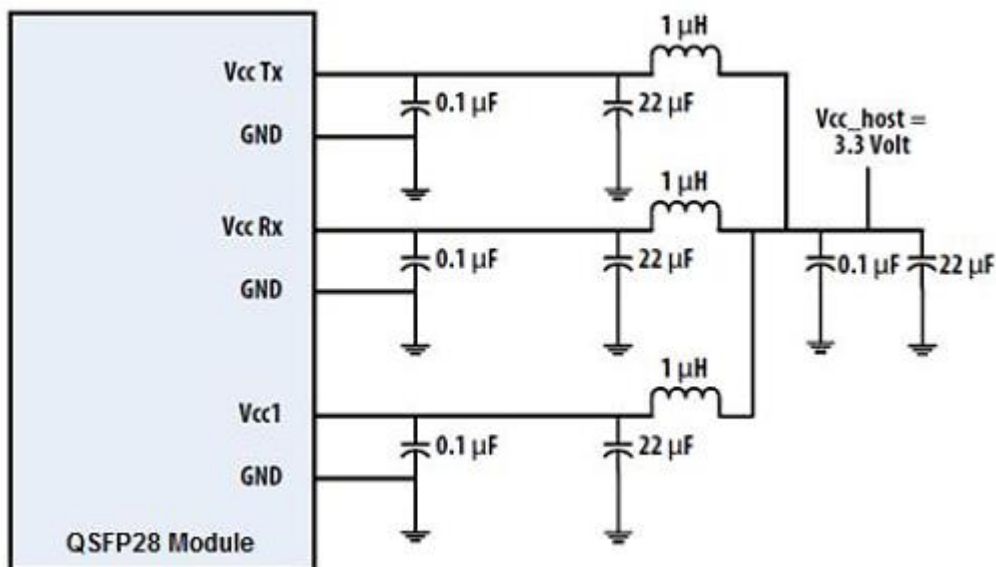 1 μH
Vcc Tx
0.1 μF
22 μF
GND
Vcc_host =
3.3 Volt
1 μH
Vcc Rx
0.1 μF
22 μF
0.1 μF
22 μF
GND
1 μH
Vcc1
0.1 μF
22 μF
GND
QSFP28 Module